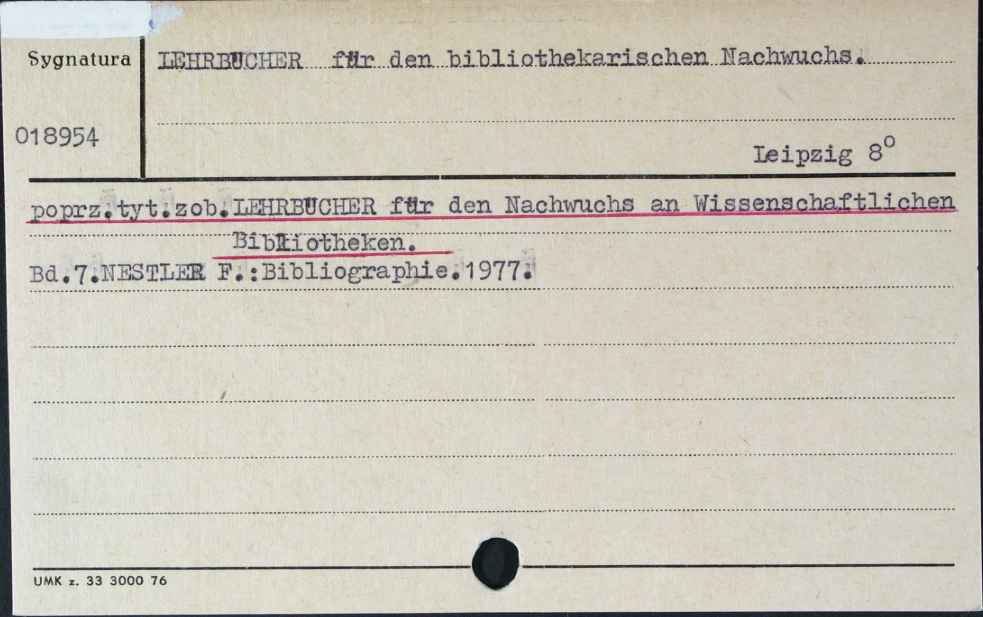 Sygnatura
LEHRBÜCHER für den bibliothekarischen Nachwuchs.
018954
Leipzig 8°
poprz.tyt.zob.LEHRBÜCHER für den Nachwuchs an Wissenschaftlichen
Bibliotheken.
Bd.7.NESTLER F.:Bibliographie.1977.
UMK z. 33 3000 76